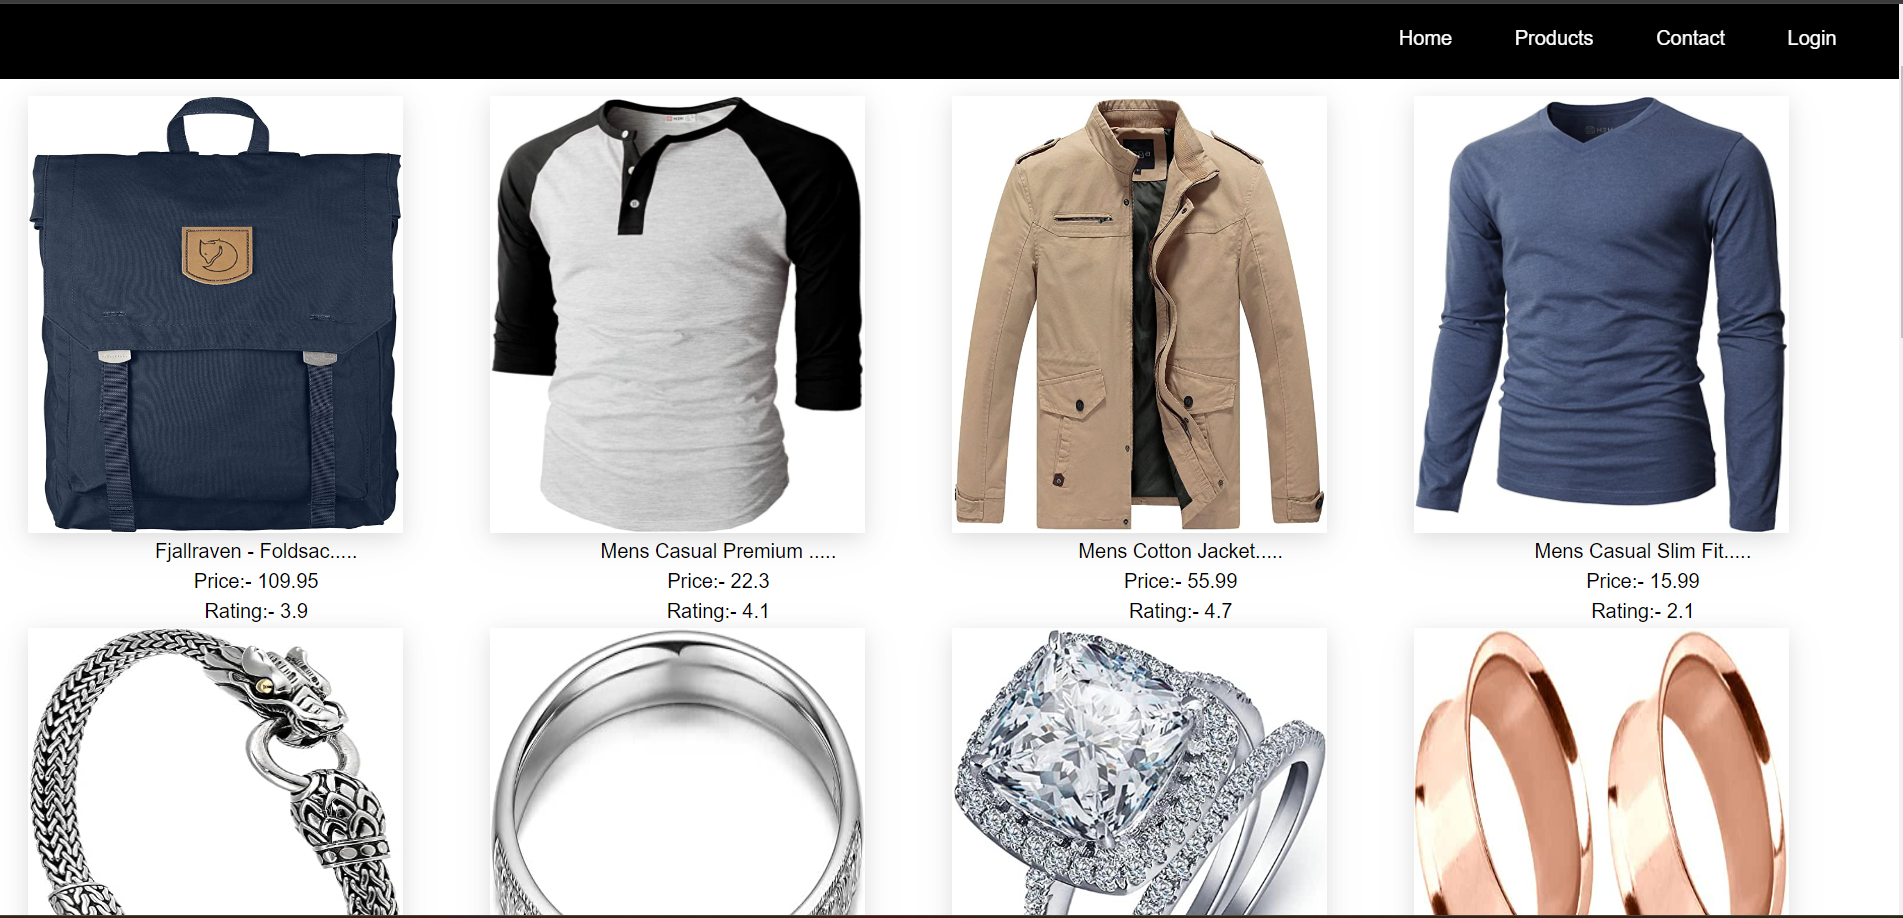 Home Products Contact Login
Fjallraven - Foldsac.....
Price:- 109.95
Rating:- 3.9
Mens Casual Premium .....
Price:- 22.3
Rating:- 4.1
Mens Cotton Jacket.....
Price:- 55.99
Rating:- 4.7
Mens Casual Slim Fit.....
Price:- 15.99
Rating:- 2.1